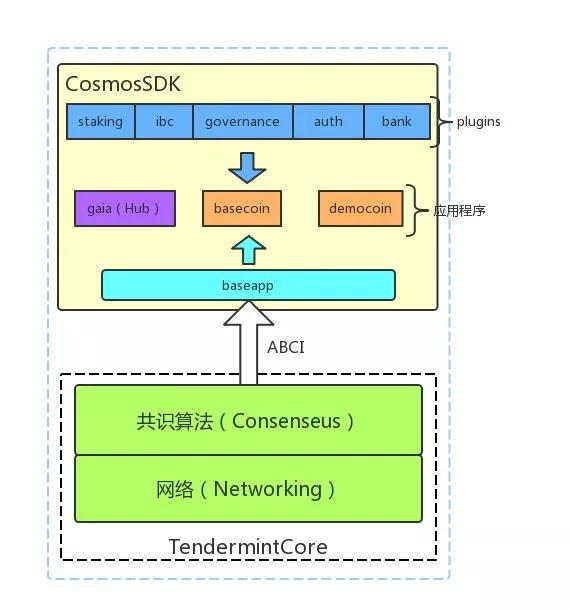 CosmosSDK
staking ibc governance auth bank plugins
gaia（Hub） basecoin democoin 应用程序
baseapp
ABCI
共识算法（Consenseus）
网络（Networking）
TendermintCore